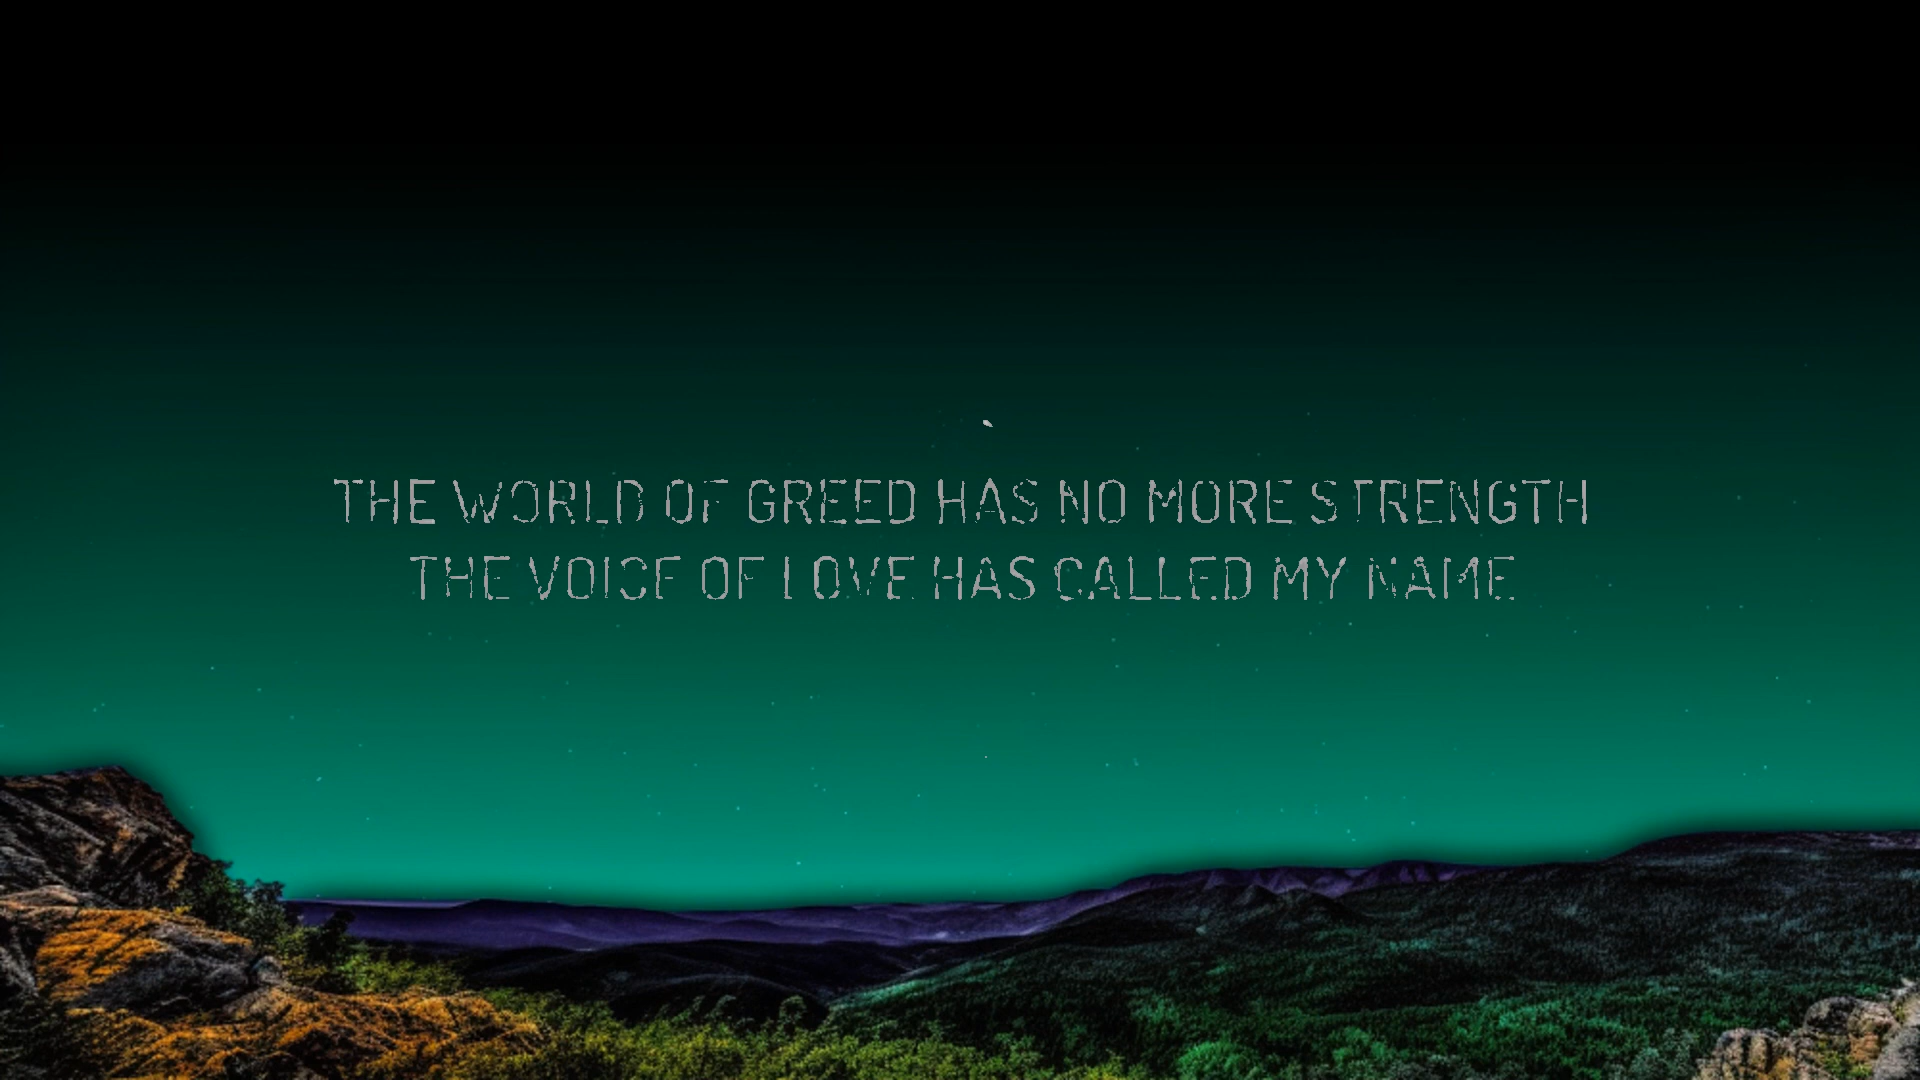 THE WORLD OF GREED HAS NO MORE STRENGTH
THE VOICE OF LOVE HAS CALLED MY NAME